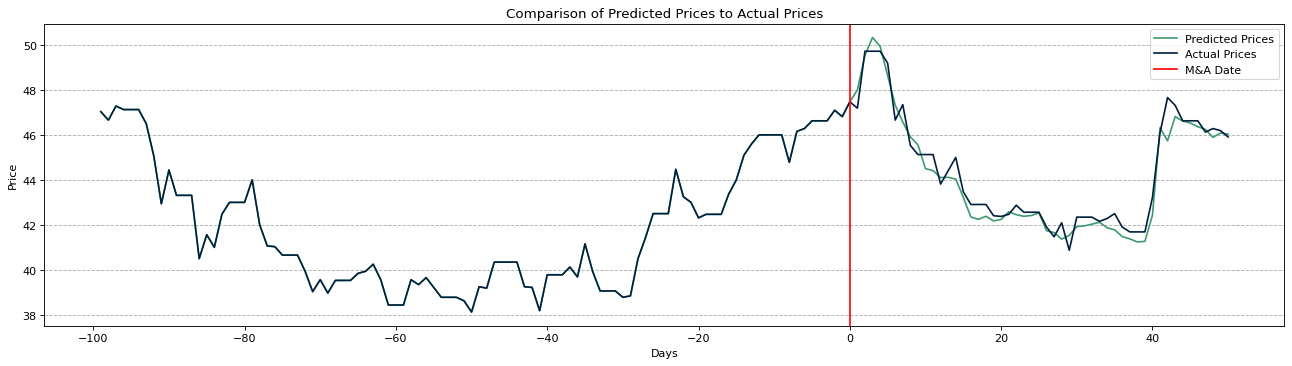 Comparison of Predicted Prices to Actual Prices
Predicted Prices
Actual Prices
M&A Date
Price
50
48
46
44
42
40
38
−100 −80 −60 −40 −20 0 20 40
Days